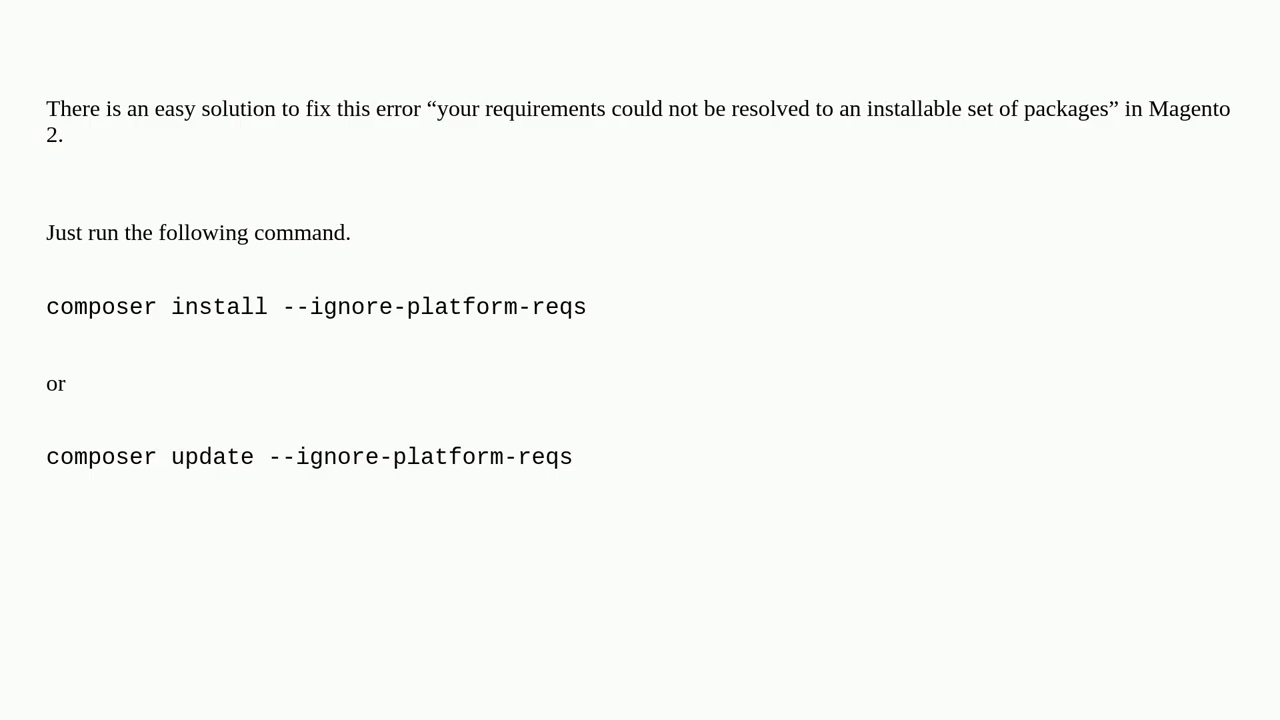 There is an easy solution to fix this error “your requirements could not be resolved to an installable set of packages” in Magento
2.
Just run the following command.
composer install --ignore-platform-reqs
or
composer update --ignore-platform-reqs